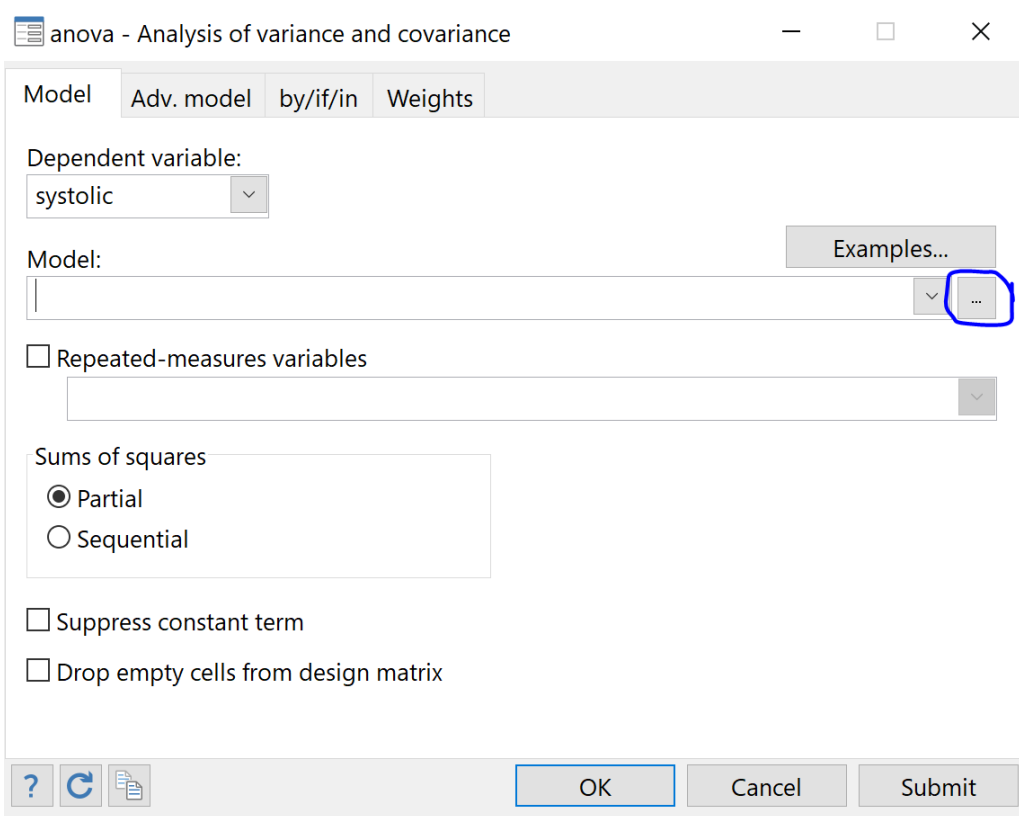 anova - Analysis of variance and covariance
Model Adv. model by/if/in Weights
Dependent variable:
systolic
Examples...
Model:
...
Repeated-measures variables
Sums of squares
Partial
Sequential
Suppress constant term
Drop empty cells from design matrix
? OK Cancel Submit